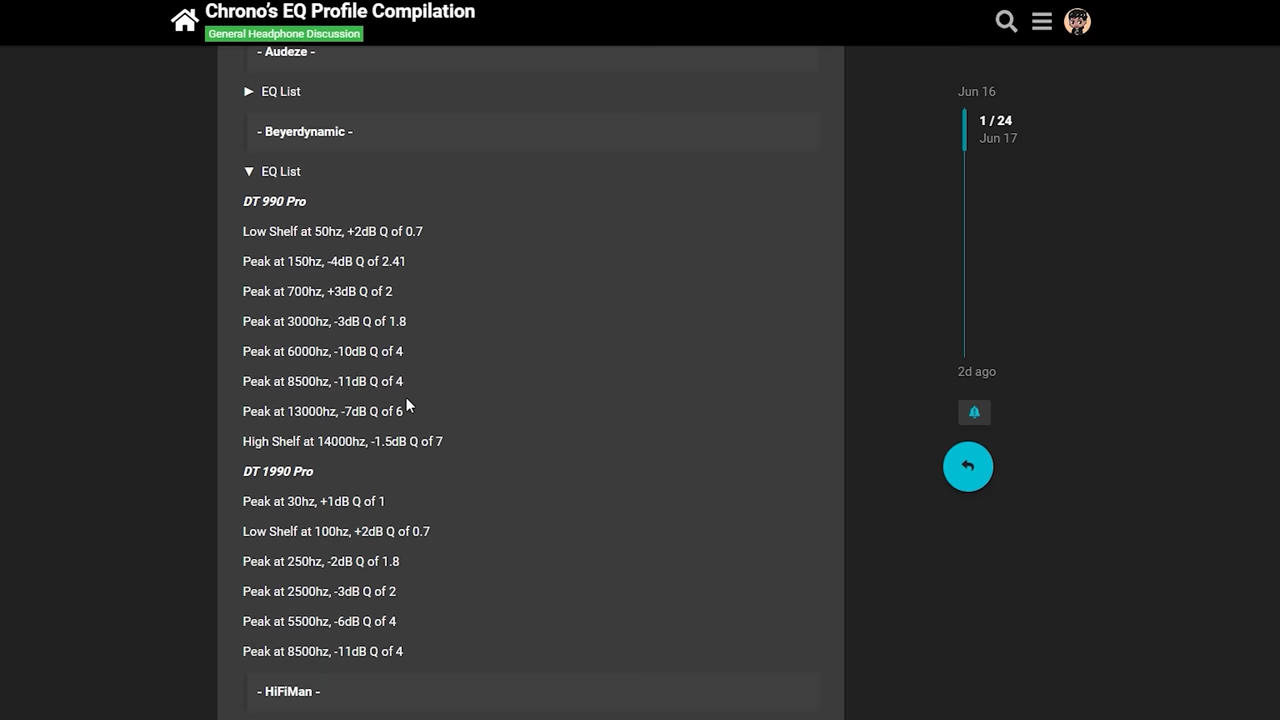 Chrono’s EQ Profile Compilation
General Headphone Discussion
- Audeze -
► EQ List
- Beyerdynamic -
▼ EQ List
DT 990 Pro
Low Shelf at 50hz, +2dB Q of 0.7
Peak at 150hz, -4dB Q of 2.41
Peak at 700hz, +3dB Q of 2
Peak at 3000hz, -3dB Q of 1.8
Peak at 6000hz, -10dB Q of 4
Peak at 8500hz, -11dB Q of 4
Peak at 13000hz, -7dB Q of 6
High Shelf at 14000hz, -1.5dB Q of 7
DT 1990 Pro
Peak at 30hz, +1dB Q of 1
Low Shelf at 100hz, +2dB Q of 0.7
Peak at 250hz, -2dB Q of 1.8
Peak at 2500hz, -3dB Q of 2
Peak at 5500hz, -6dB Q of 4
Peak at 8500hz, -11dB Q of 4
- HiFiMan -
Jun 16
1 / 24
Jun 17
2d ago